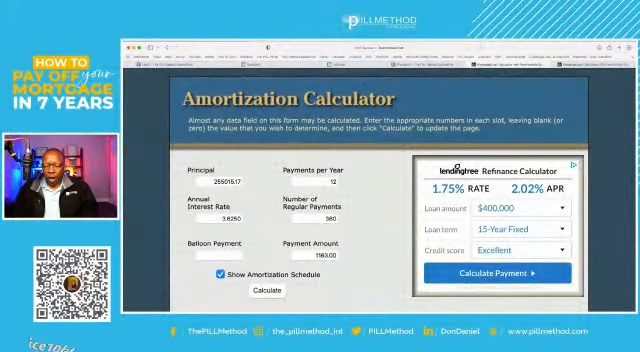 PILLMETHOD
HOW TO
PAY OFF your
MORTGAGE
IN 7 YEARS
Amortization Calculator
Almost any data field on this form may be calculated. Enter the appropriate numbers in each slot, leaving blank (or
zero) the value that you wish to determine, and then click "Calculate" to update the page.
Principal
255015.17
Payments per Year
12
Annual
Interest Rate
3.6250
Number of
Regular Payments
360
Balloon Payment
Payment Amount
1163.00
Show Amortization Schedule
Calculate
lendingtree Refinance Calculator
1.75% RATE 2.02% APR
Loan amount $400,000
Loan term 15-Year Fixed
Credit score Excellent
Calculate Payment
/ ThePILLMethod / the_pillmethod_int / PILLMethod / DonDaniel / www.pillmethod.com